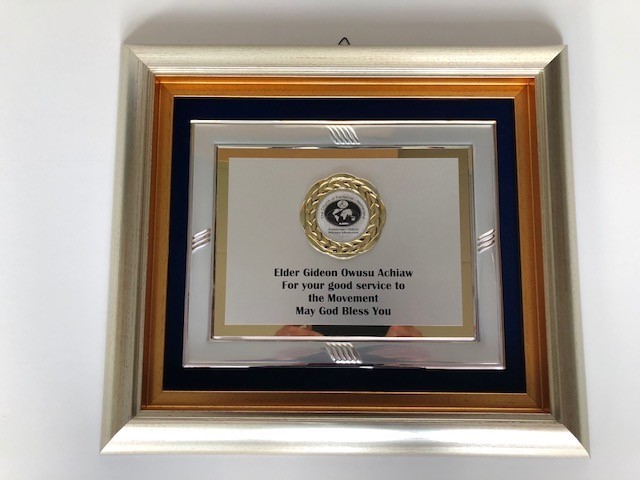 Elder Gideon Owusu Achiaw
For your good service to
the Movement
May God Bless You